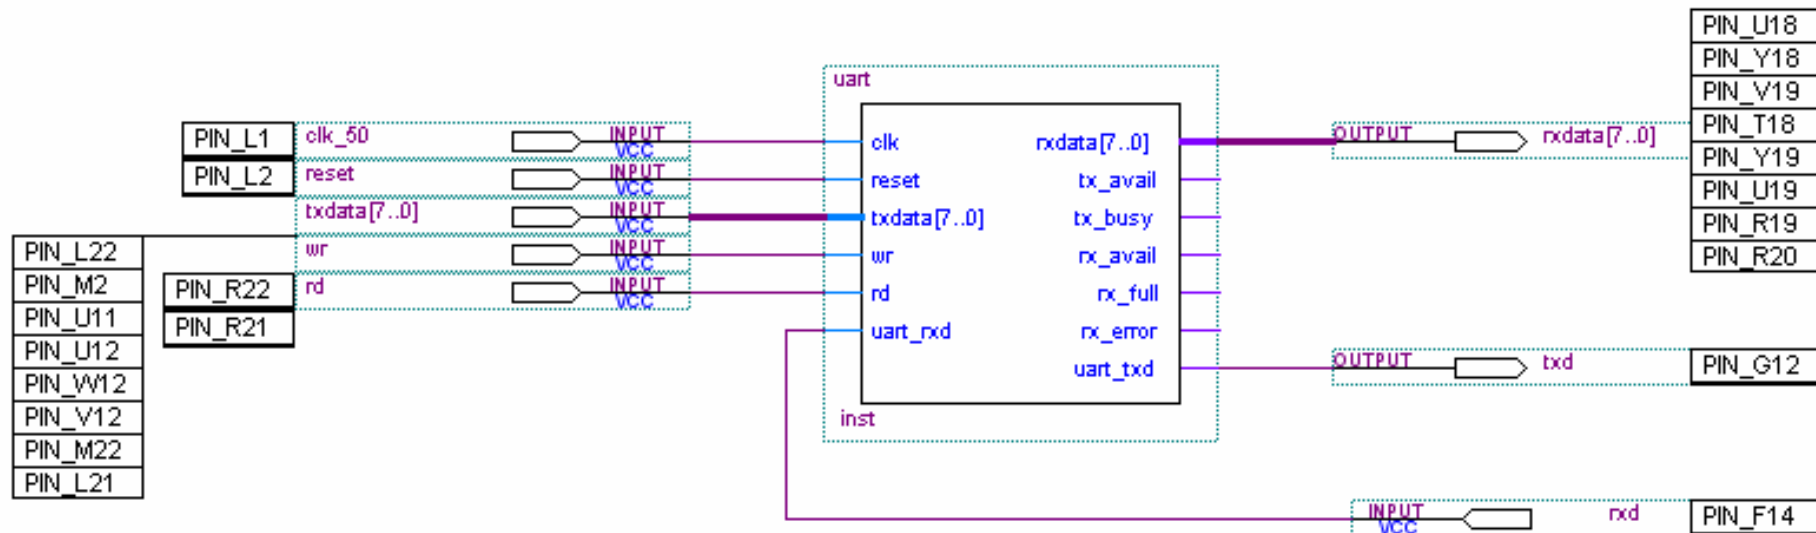 PIN_L1
clk_50
INPUT
VCC
PIN_L2
reset
INPUT
VCC
txdata[7..0]
INPUT
VCC
wr
INPUT
VCC
PIN_R22
rd
INPUT
VCC
PIN_R21
PIN_L22
PIN_M2
PIN_U11
PIN_U12
PIN_W12
PIN_V12
PIN_M22
PIN_L21
uart
clk
reset
txdata[7..0]
wr
rd
uart_rxd
rxdata[7..0]
tx_avail
tx_busy
rx_avail
rx_full
rx_error
uart_txd
inst
OUTPUT
rxdata[7..0]
PIN_U18
PIN_Y18
PIN_V19
PIN_T18
PIN_Y19
PIN_U19
PIN_R19
PIN_R20
OUTPUT
txd
PIN_G12
INPUT
VCC
rxd
PIN_F14